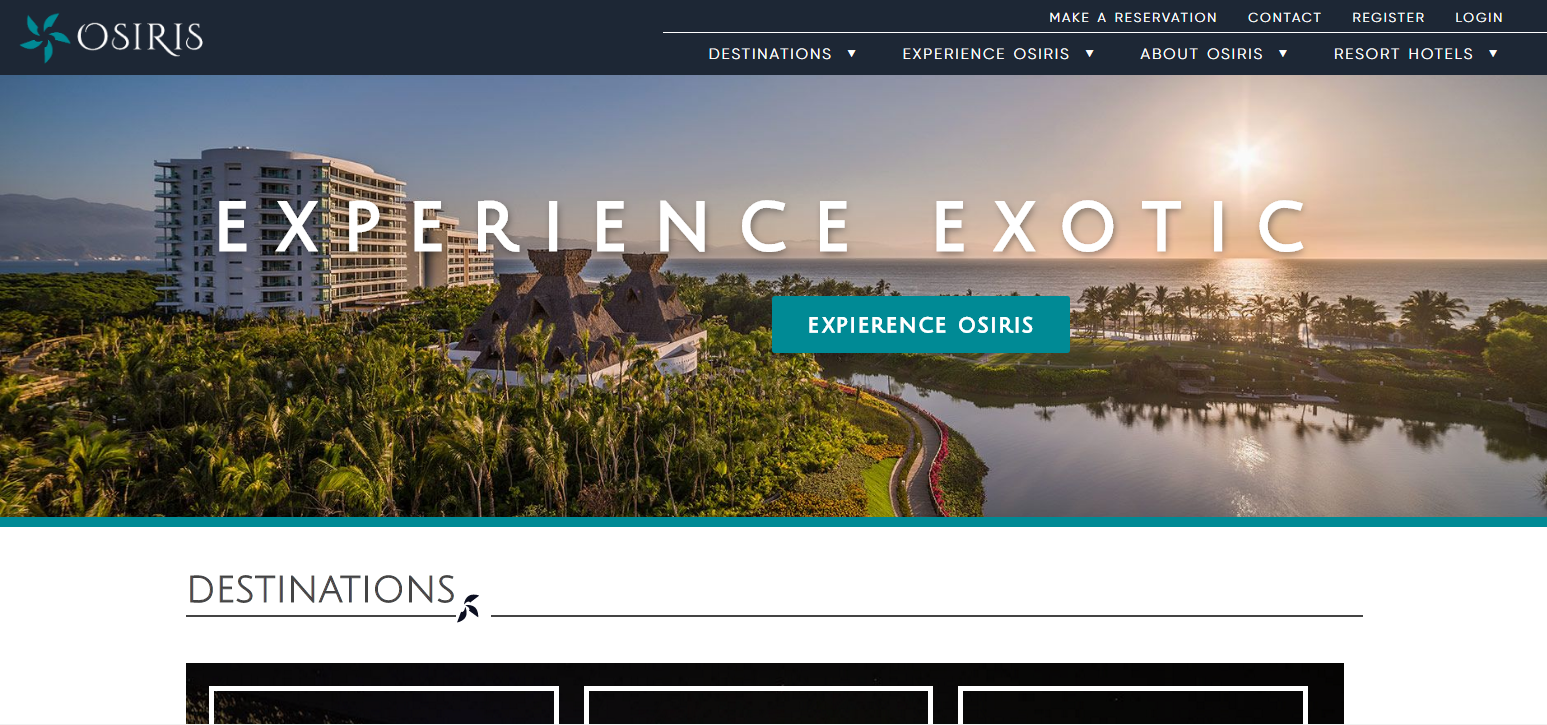 OSIRIS
MAKE A RESERVATION CONTACT REGISTER LOGIN
DESTINATIONS ▼ EXPERIENCE OSIRIS ▼ ABOUT OSIRIS ▼ RESORT HOTELS ▼
EXPERIENCE EXOTIC
EXPIERENCE OSIRIS
DESTINATIONS